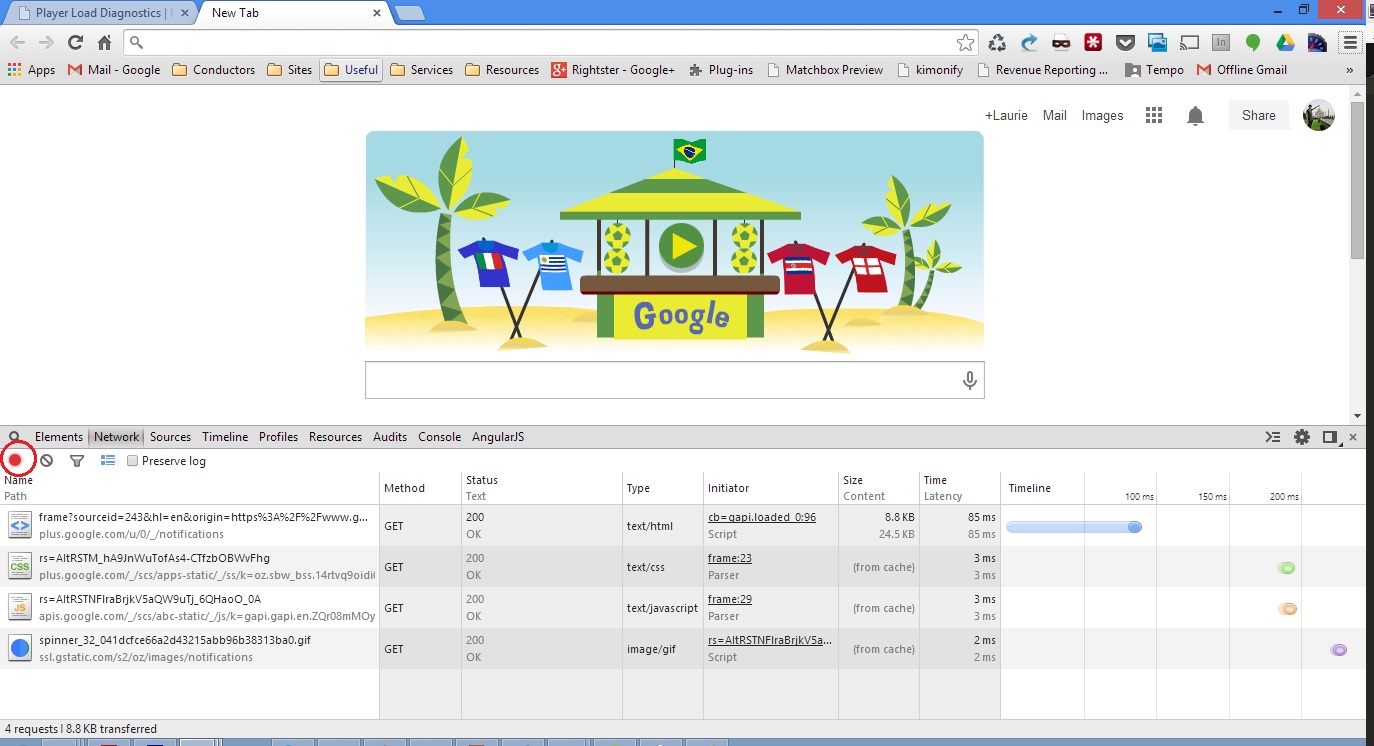 Player Load Diagnostics |
New Tab
Apps Mail - Google Conductors Sites Useful Services Resources Rightster - Google+ Plug-ins Matchbox Preview kimonify Revenue Reporting ... Tempo Offline Gmail »
+Laurie Mail Images Share
Google
Elements Network Sources Timeline Profiles Resources Audits Console AngularJS
Preserve log
Name
Path
Method
Status
Text
Type
Initiator
Size
Content
Time
Latency
Timeline
100 ms
150 ms
200 ms
frame?sourceid=243&hl=en&origin=https%3A%2F%2Fwww.g...
plus.google.com/u/0/_/notifications
GET
200
OK
text/html
cb=gapi.loaded_0:96
Script
8.8 KB
24.5 KB
85 ms
85 ms
rs=AltRSTM_hA9JnWuTofAs4-CTfzbOBWvFhg
plus.google.com/_/scs/apps-static/_/ss/k=oz.sbw_bss.14rtvq9oidi
GET
200
OK
text/css
frame:23
Parser
(from cache)
3 ms
3 ms
rs=AltRSTNFIraBrjkV5aQW9uTj_6QHaoO_0A
apis.google.com/_/scs/abc-static/_/js/k=gapi.gapi.en.ZQr08mMOy
GET
200
OK
text/javascript
frame:29
Parser
(from cache)
3 ms
3 ms
spinner_32_041dcfce66a2d43215abb96b38313ba0.gif
ssl.gstatic.com/s2/oz/images/notifications
GET
200
OK
image/gif
rs=AltRSTNFIraBrjkV5a...
Script
(from cache)
2 ms
2 ms
4 requests | 8.8 KB transferred